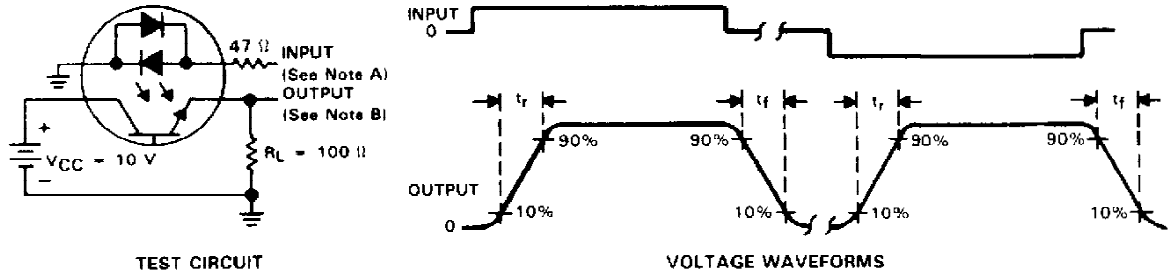 47 Ω
INPUT
(See Note A)
OUTPUT
(See Note B)
+
VCC = 10 V
−
RL = 100 Ω
TEST CIRCUIT
INPUT
0
tr
tf
tr
tf
90%
90%
90%
90%
OUTPUT
10%
10%
10%
10%
0
VOLTAGE WAVEFORMS